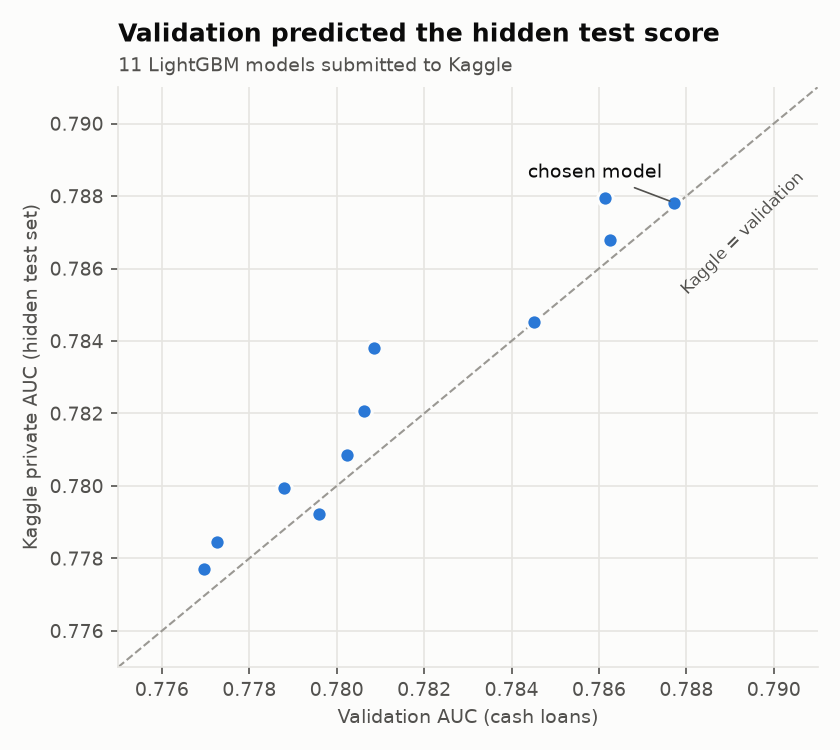 Validation predicted the hidden test score
11 LightGBM models submitted to Kaggle
Kaggle private AUC (hidden test set)
0.790
0.788
0.786
0.784
0.782
0.780
0.778
0.776
chosen model
Kaggle = validation
0.776 0.778 0.780 0.782 0.784 0.786 0.788 0.790
Validation AUC (cash loans)